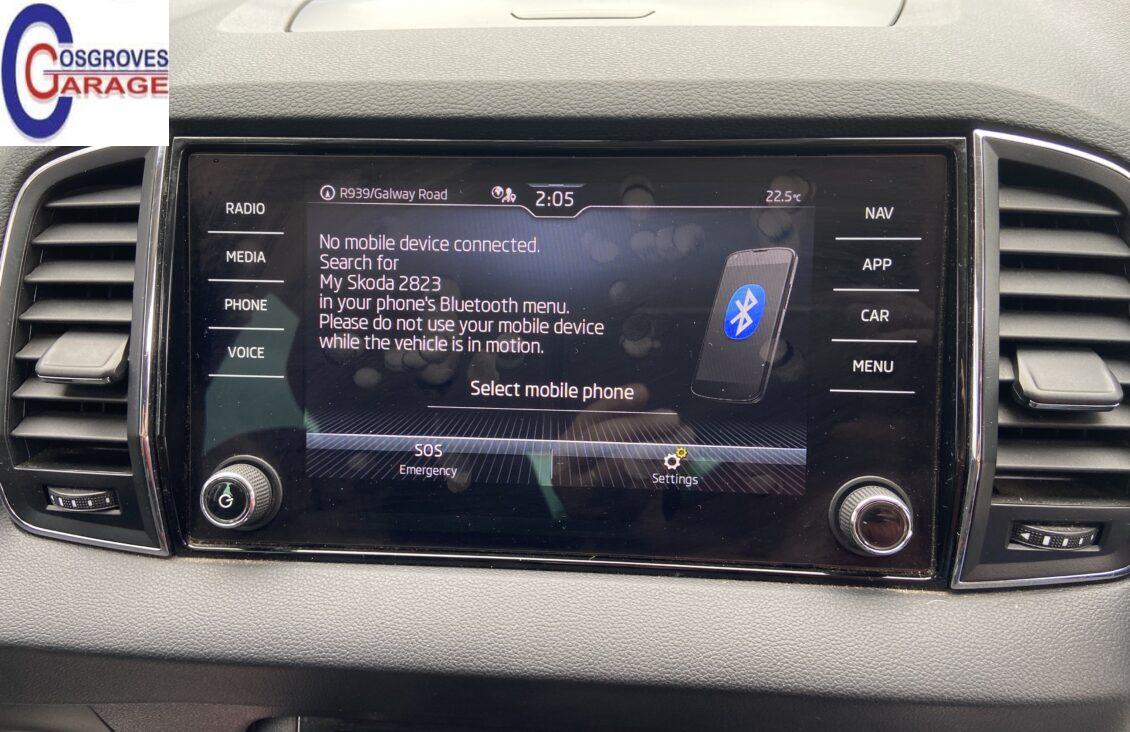 COSGROVES
GARAGE
RADIO
MEDIA
PHONE
VOICE
R939/Galway Road
2:05
22.5°C
No mobile device connected.
Search for
My Skoda 2823
in your phone's Bluetooth menu.
Please do not use your mobile device
while the vehicle is in motion.
Select mobile phone
SOS
Emergency
Settings
NAV
APP
CAR
MENU